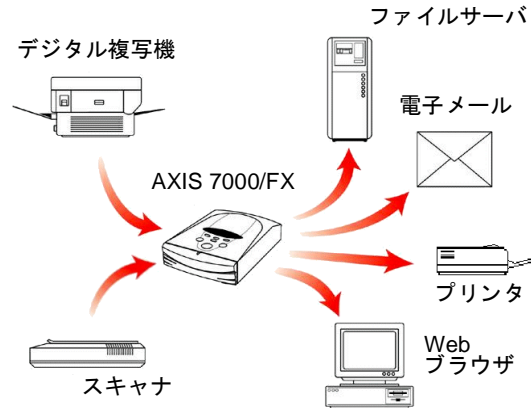 ファイルサーバ
デジタル複写機
電子メール
AXIS 7000/FX
プリンタ
Web
ブラウザ
スキャナ